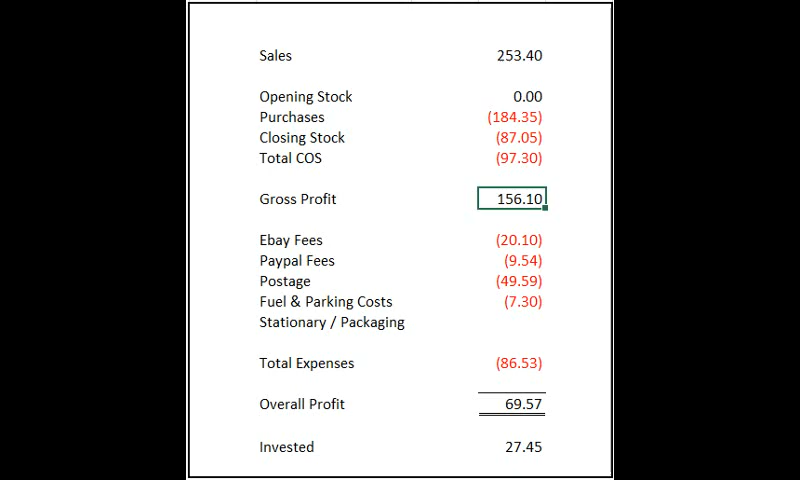 Sales 253.40
Opening Stock 0.00
Purchases (184.35)
Closing Stock (87.05)
Total COS (97.30)
Gross Profit 156.10
Ebay Fees (20.10)
Paypal Fees (9.54)
Postage (49.59)
Fuel & Parking Costs (7.30)
Stationary / Packaging
Total Expenses (86.53)
Overall Profit 69.57
Invested 27.45